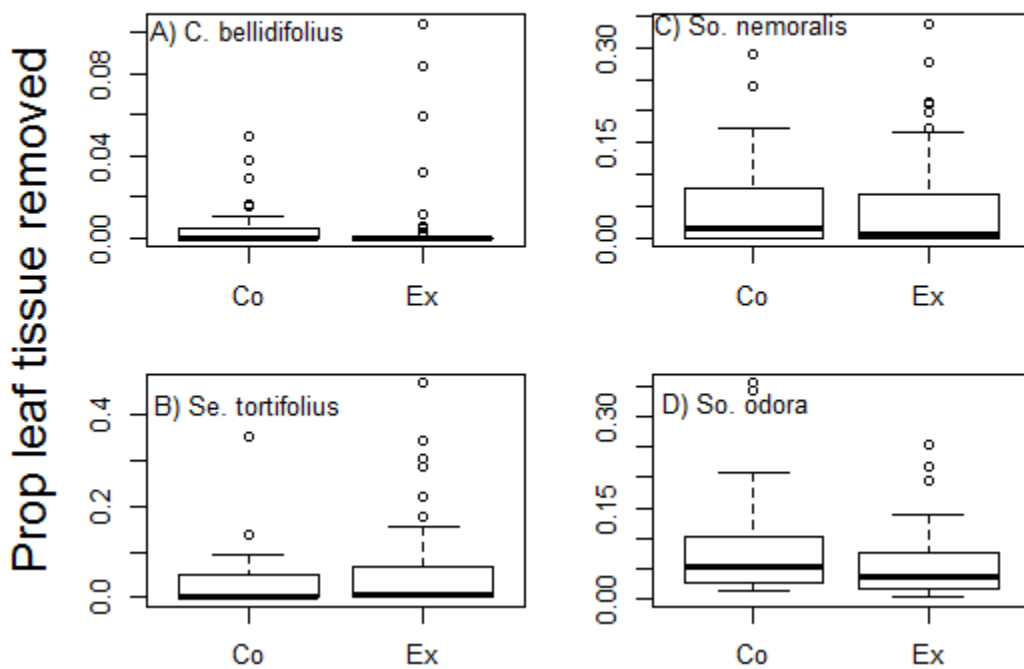 Prop leaf tissue removed
A) C. bellidifolius
0.08
0.04
0.00
Co Ex
C) So. nemoralis
0.30
0.15
0.00
Co Ex
B) Se. tortifolius
0.4
0.2
0.0
Co Ex
D) So. odora
0.30
0.15
0.00
Co Ex